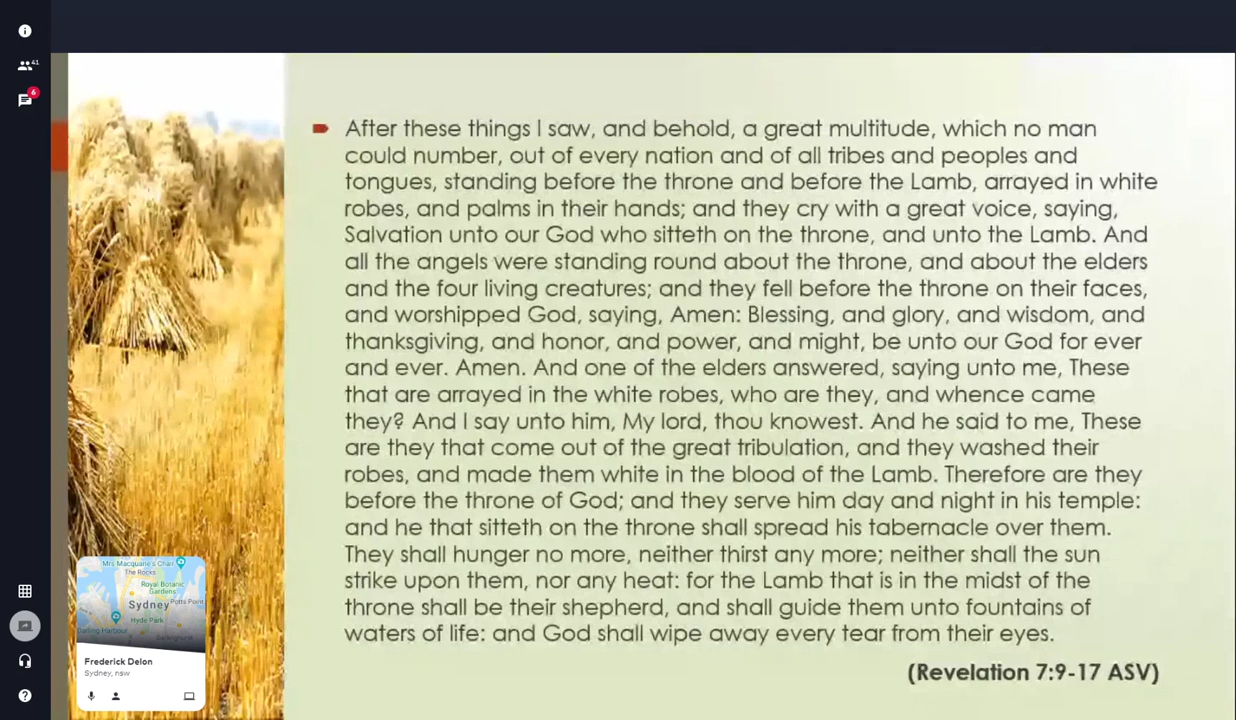 41
6
After these things I saw, and behold, a great multitude, which no man
could number, out of every nation and of all tribes and peoples and
tongues, standing before the throne and before the Lamb, arrayed in white
robes, and palms in their hands; and they cry with a great voice, saying,
Salvation unto our God who sitteth on the throne, and unto the Lamb. And
all the angels were standing round about the throne, and about the elders
and the four living creatures; and they fell before the throne on their faces,
and worshipped God, saying, Amen: Blessing, and glory, and wisdom, and
thanksgiving, and honor, and power, and might, be unto our God for ever
and ever. Amen. And one of the elders answered, saying unto me, These
that are arrayed in the white robes, who are they, and whence came
they? And I say unto him, My lord, thou knowest. And he said to me, These
are they that come out of the great tribulation, and they washed their
robes, and made them white in the blood of the Lamb. Therefore are they
before the throne of God; and they serve him day and night in his temple:
and he that sitteth on the throne shall spread his tabernacle over them.
They shall hunger no more, neither thirst any more; neither shall the sun
strike upon them, nor any heat: for the Lamb that is in the midst of the
throne shall be their shepherd, and shall guide them unto fountains of
waters of life: and God shall wipe away every tear from their eyes.
(Revelation 7:9-17 ASV)
Mrs Macquarie's Chair
The Rocks
Royal Botanic
Gardens
Potts Point
Sydney
Hyde Park
Darling Harbour
Darlinghurst
Frederick Delon
Sydney, nsw